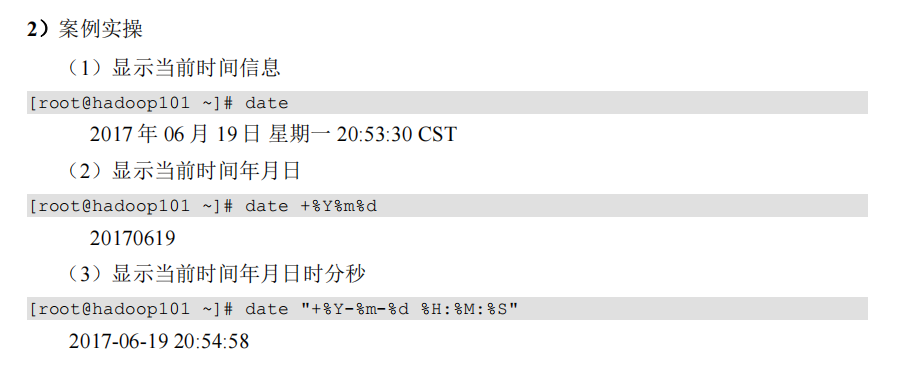 2）案例实操
（1）显示当前时间信息
[root@hadoop101 ~]# date
2017 年 06 月 19 日 星期一 20:53:30 CST
（2）显示当前时间年月日
[root@hadoop101 ~]# date +%Y%m%d
20170619
（3）显示当前时间年月日时分秒
[root@hadoop101 ~]# date "+%Y-%m-%d %H:%M:%S"
2017-06-19 20:54:58